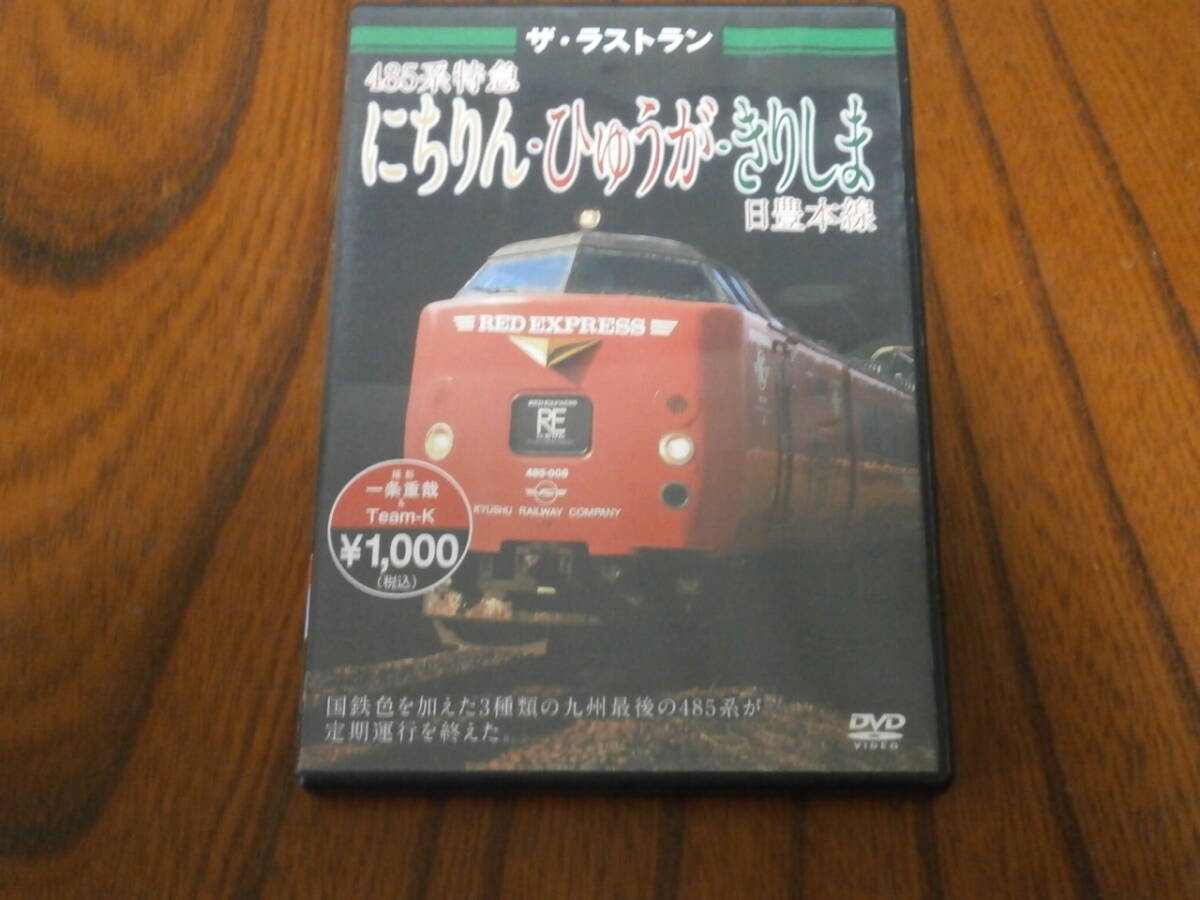 ザ・ラストラン
485系特急
にちりん・ひゅうが・きりしま
日豊本線
RED EXPRESS
RED EXPRESS
RE
485-008
KYUSHU RAILWAY COMPANY
撮影
一条重哉
&
Team-K
¥1,000
(税込)
国鉄色を加えた3種類の九州最後の485系が
定期運行を終えた。
DVD
VIDEO